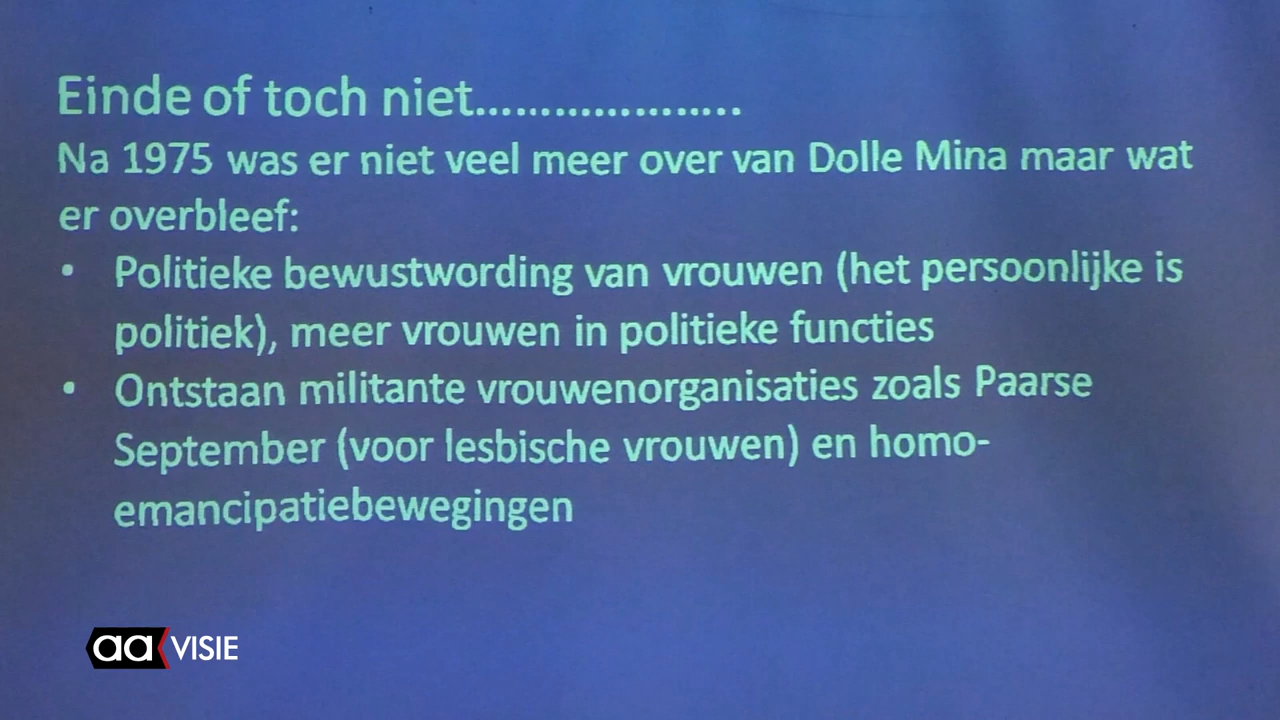 Einde of toch niet.....................
Na 1975 was er niet veel meer over van Dolle Mina maar wat
er overbleef:
• Politieke bewustwording van vrouwen (het persoonlijke is
politiek), meer vrouwen in politieke functies
• Ontstaan militante vrouwenorganisaties zoals Paarse
September (voor lesbische vrouwen) en homo-
emancipatiebewegingen
aa VISIE